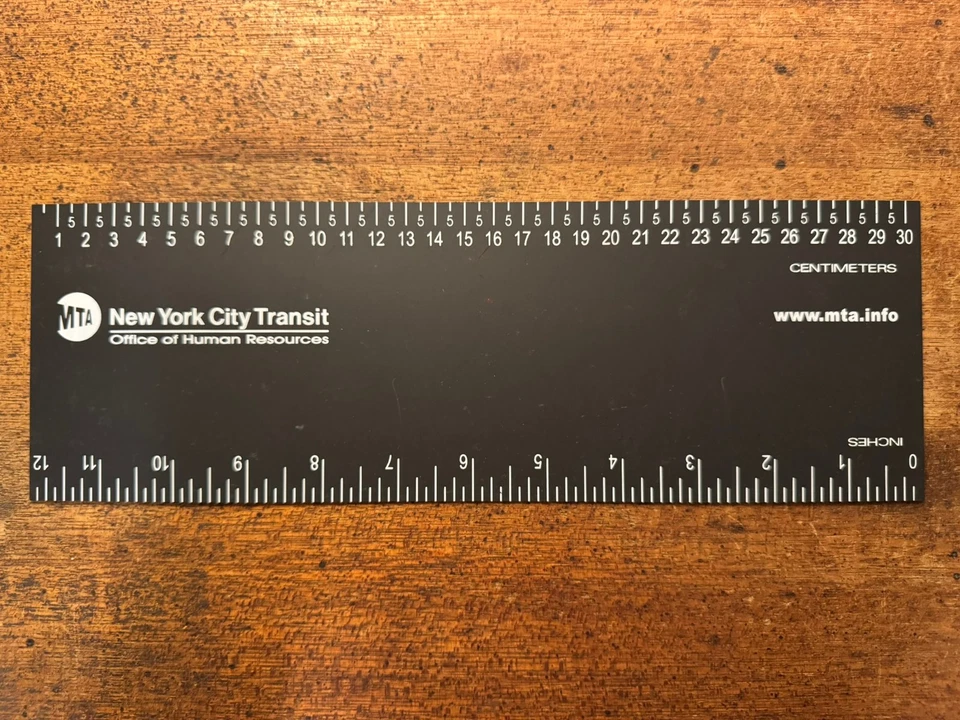 5 5 5 5 5 5 5 5 5 5 5 5 5 5 5 5 5 5 5 5 5 5 5 5 5 5 5 5 5
1 2 3 4 5 6 7 8 9 10 11 12 13 14 15 16 17 18 19 20 21 22 23 24 25 26 27 28 29 30
CENTIMETERS
MTA New York City Transit
Office of Human Resources
www.mta.info
INCHES
0 1 2 3 4 5 6 7 8 9 10 11 12